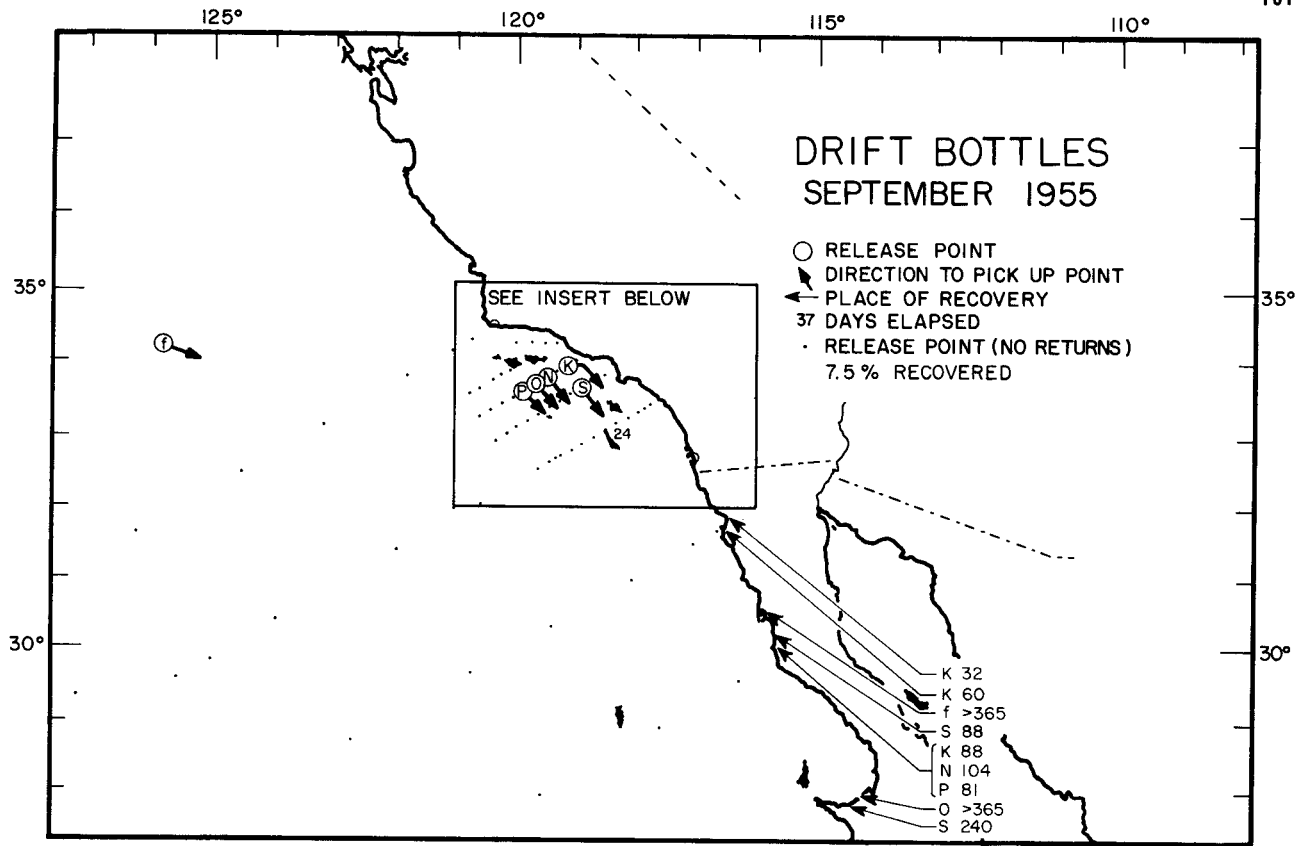 125° 120° 115° 110°
DRIFT BOTTLES
SEPTEMBER 1955
RELEASE POINT
DIRECTION TO PICK UP POINT
PLACE OF RECOVERY
37 DAYS ELAPSED
RELEASE POINT (NO RETURNS)
7.5 % RECOVERED
35° 35°
SEE INSERT BELOW
f
P O N K S
24
30° 30°
K 32
K 60
f >365
S 88
K 88
N 104
P 81
O >365
S 240